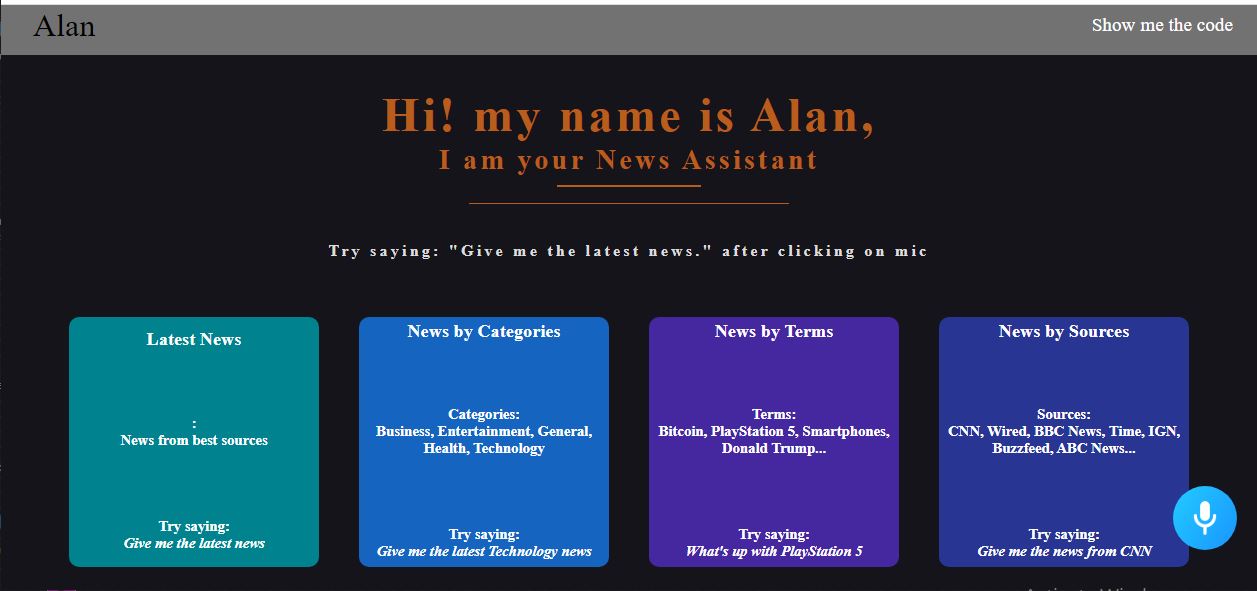 Alan
Show me the code
Hi! my name is Alan,
I am your News Assistant
Try saying: "Give me the latest news." after clicking on mic
Latest News
:
News from best sources
Try saying:
Give me the latest news
News by Categories
Categories:
Business, Entertainment, General,
Health, Technology
Try saying:
Give me the latest Technology news
News by Terms
Terms:
Bitcoin, PlayStation 5, Smartphones,
Donald Trump...
Try saying:
What's up with PlayStation 5
News by Sources
Sources:
CNN, Wired, BBC News, Time, IGN,
Buzzfeed, ABC News...
Try saying:
Give me the news from CNN